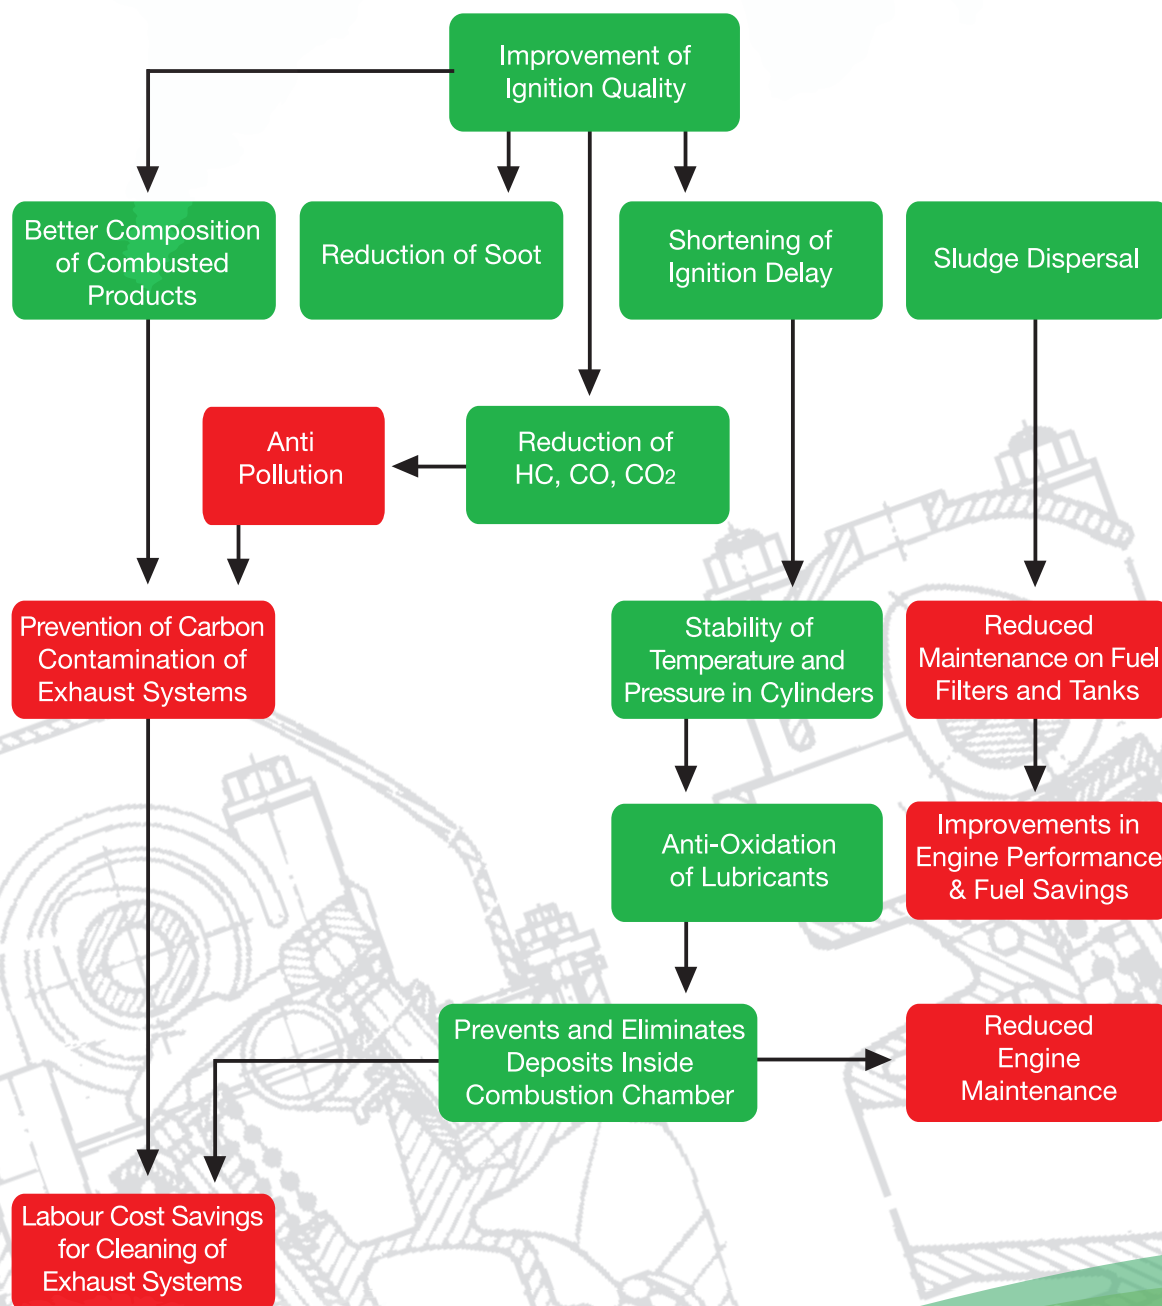 Improvement of
Ignition Quality
Better Composition
of Combusted
Products
Reduction of Soot
Shortening of
Ignition Delay
Sludge Dispersal
Anti
Pollution
Reduction of
HC, CO, CO2
Prevention of Carbon
Contamination of
Exhaust Systems
Stability of
Temperature and
Pressure in Cylinders
Reduced
Maintenance on Fuel
Filters and Tanks
Anti-Oxidation
of Lubricants
Improvements in
Engine Performance
& Fuel Savings
Prevents and Eliminates
Deposits Inside
Combustion Chamber
Reduced
Engine
Maintenance
Labour Cost Savings
for Cleaning of
Exhaust Systems